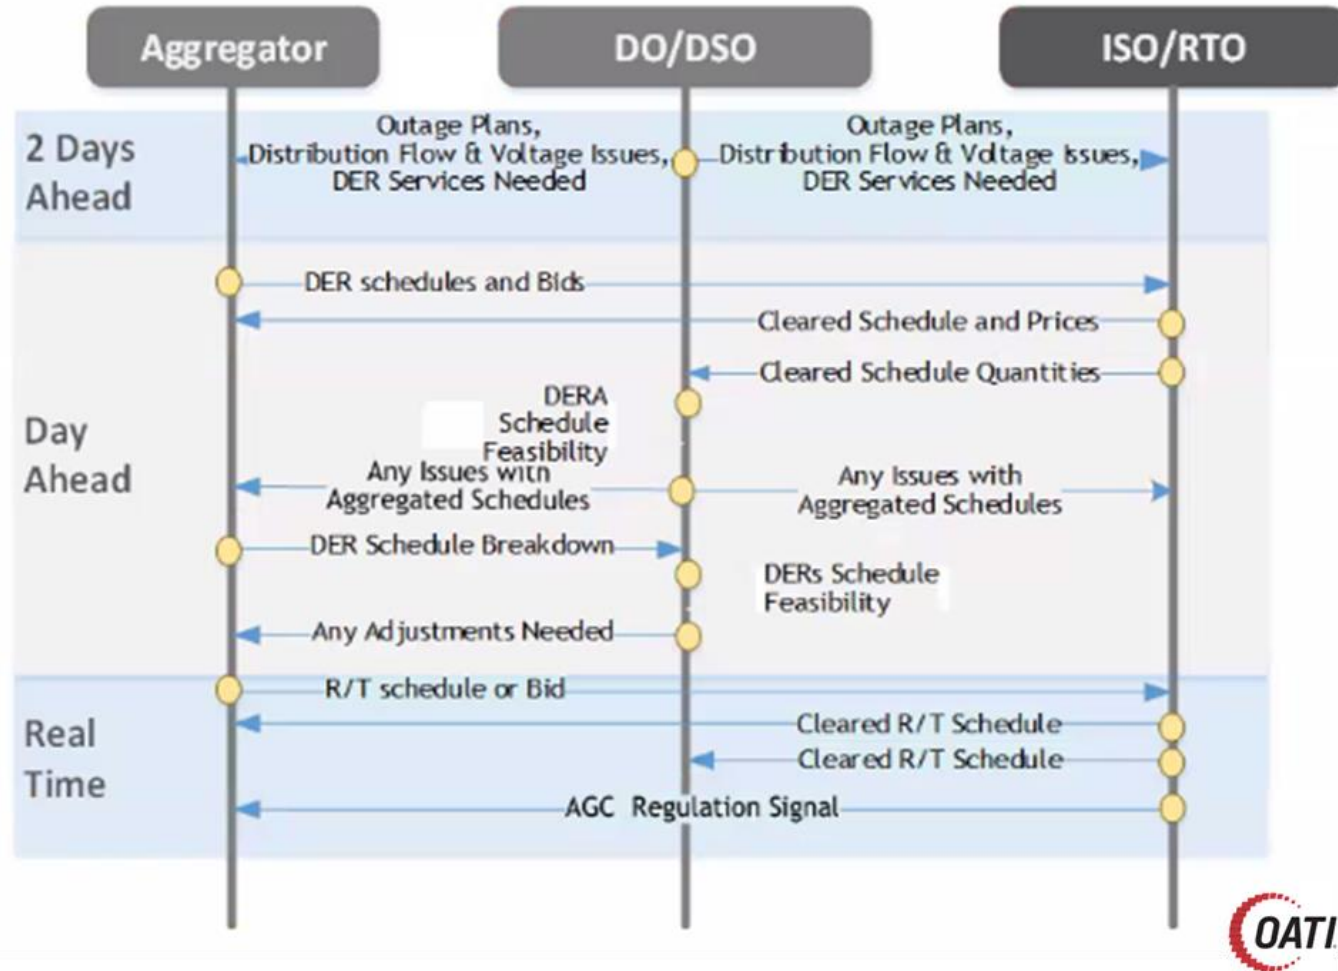 Aggregator
DO/DSO
ISO/RTO
2 Days
Ahead
Outage Plans,
Distribution Flow & Voltage Issues,
DER Services Needed
Outage Plans,
Distribution Flow & Voltage Issues,
DER Services Needed
Day
Ahead
DER schedules and Bids
Cleared Schedule and Prices
Cleared Schedule Quantities
DERA
Schedule
Feasibility
Any Issues with
Aggregated Schedules
Any Issues with
Aggregated Schedules
DER Schedule Breakdown
DERs Schedule
Feasibility
Any Adjustments Needed
Real
Time
R/T schedule or Bid
Cleared R/T Schedule
Cleared R/T Schedule
AGC Regulation Signal
OATI